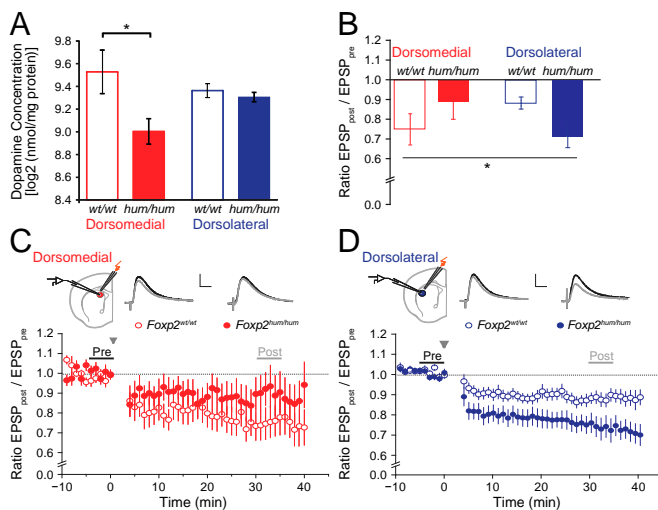 A
Dopamine Concentration
[log2 (nmol/mg protein)]
9.8
9.6
9.4
9.2
9.0
8.8
8.6
8.4
*
wt/wt
hum/hum
wt/wt
hum/hum
Dorsomedial
Dorsolateral
B
Ratio EPSPpost / EPSPpre
1.2
1.0
0.9
0.8
0.7
0.6
0.0
Dorsomedial
Dorsolateral
wt/wt
hum/hum
wt/wt
hum/hum
*
C
Dorsomedial
Foxp2wt/wt
Foxp2hum/hum
Pre
Post
Ratio EPSPpost / EPSPpre
1.2
1.1
1.0
0.9
0.8
0.7
0.6
0.0
-10
0
10
20
30
40
Time (min)
D
Dorsolateral
Foxp2wt/wt
Foxp2hum/hum
Pre
Post
Ratio EPSPpost / EPSPpre
1.2
1.1
1.0
0.9
0.8
0.7
0.6
0.0
-10
0
10
20
30
40
Time (min)